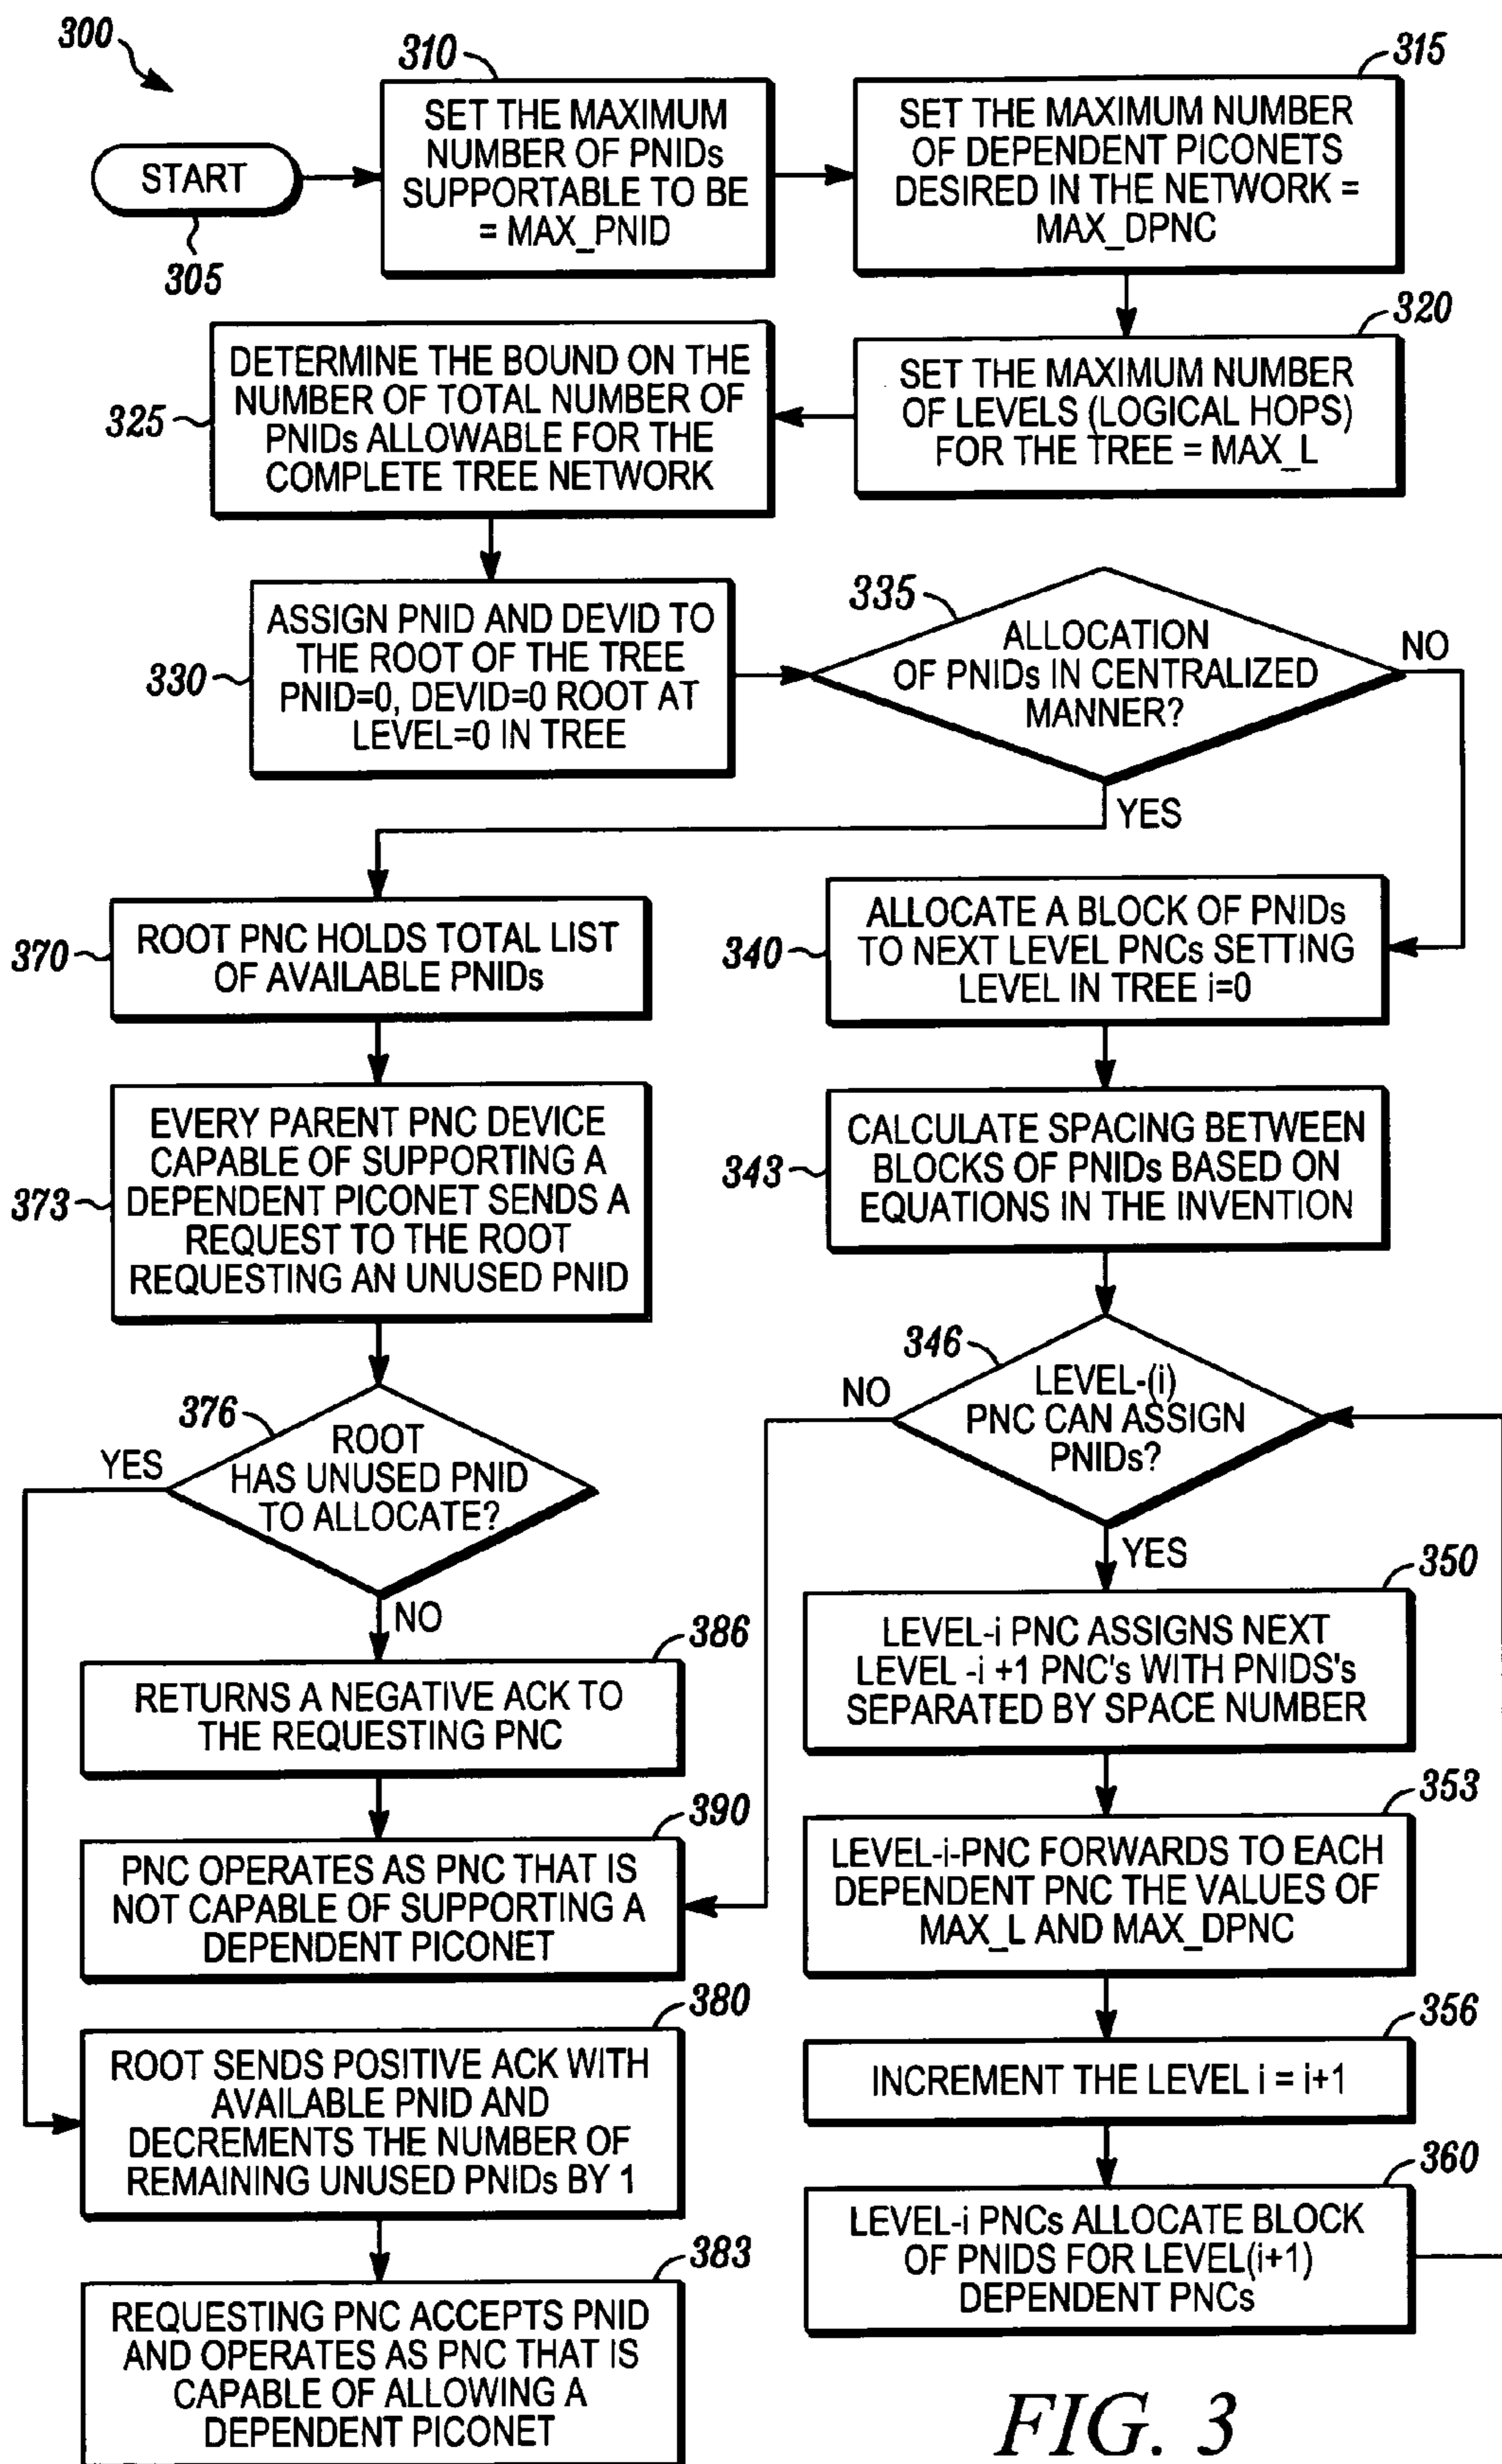 300
START
305
310
SET THE MAXIMUM
NUMBER OF PNIDs
SUPPORTABLE TO BE
= MAX_PNID
315
SET THE MAXIMUM NUMBER
OF DEPENDENT PICONETS
DESIRED IN THE NETWORK =
MAX_DPNC
320
SET THE MAXIMUM NUMBER
OF LEVELS (LOGICAL HOPS)
FOR THE TREE = MAX_L
325
DETERMINE THE BOUND ON THE
NUMBER OF TOTAL NUMBER OF
PNIDs ALLOWABLE FOR THE
COMPLETE TREE NETWORK
330
ASSIGN PNID AND DEVID TO
THE ROOT OF THE TREE
PNID=0, DEVID=0 ROOT AT
LEVEL=0 IN TREE
335
ALLOCATION
OF PNIDs IN CENTRALIZED
MANNER?
NO
YES
370
ROOT PNC HOLDS TOTAL LIST
OF AVAILABLE PNIDs
373
EVERY PARENT PNC DEVICE
CAPABLE OF SUPPORTING A
DEPENDENT PICONET SENDS A
REQUEST TO THE ROOT
REQUESTING AN UNUSED PNID
376
ROOT
HAS UNUSED PNID
TO ALLOCATE?
YES
NO
386
RETURNS A NEGATIVE ACK TO
THE REQUESTING PNC
390
PNC OPERATES AS PNC THAT IS
NOT CAPABLE OF SUPPORTING A
DEPENDENT PICONET
380
ROOT SENDS POSITIVE ACK WITH
AVAILABLE PNID AND
DECREMENTS THE NUMBER OF
REMAINING UNUSED PNIDs BY 1
383
REQUESTING PNC ACCEPTS PNID
AND OPERATES AS PNC THAT IS
CAPABLE OF ALLOWING A
DEPENDENT PICONET
340
ALLOCATE A BLOCK OF PNIDs
TO NEXT LEVEL PNCs SETTING
LEVEL IN TREE i=0
343
CALCULATE SPACING BETWEEN
BLOCKS OF PNIDs BASED ON
EQUATIONS IN THE INVENTION
346
LEVEL-(i)
PNC CAN ASSIGN
PNIDs?
NO
YES
350
LEVEL-i PNC ASSIGNS NEXT
LEVEL -i +1 PNC's WITH PNIDS's
SEPARATED BY SPACE NUMBER
353
LEVEL-i-PNC FORWARDS TO EACH
DEPENDENT PNC THE VALUES OF
MAX_L AND MAX_DPNC
356
INCREMENT THE LEVEL i = i+1
360
LEVEL-i PNCs ALLOCATE BLOCK
OF PNIDS FOR LEVEL(i+1)
DEPENDENT PNCs
FIG. 3